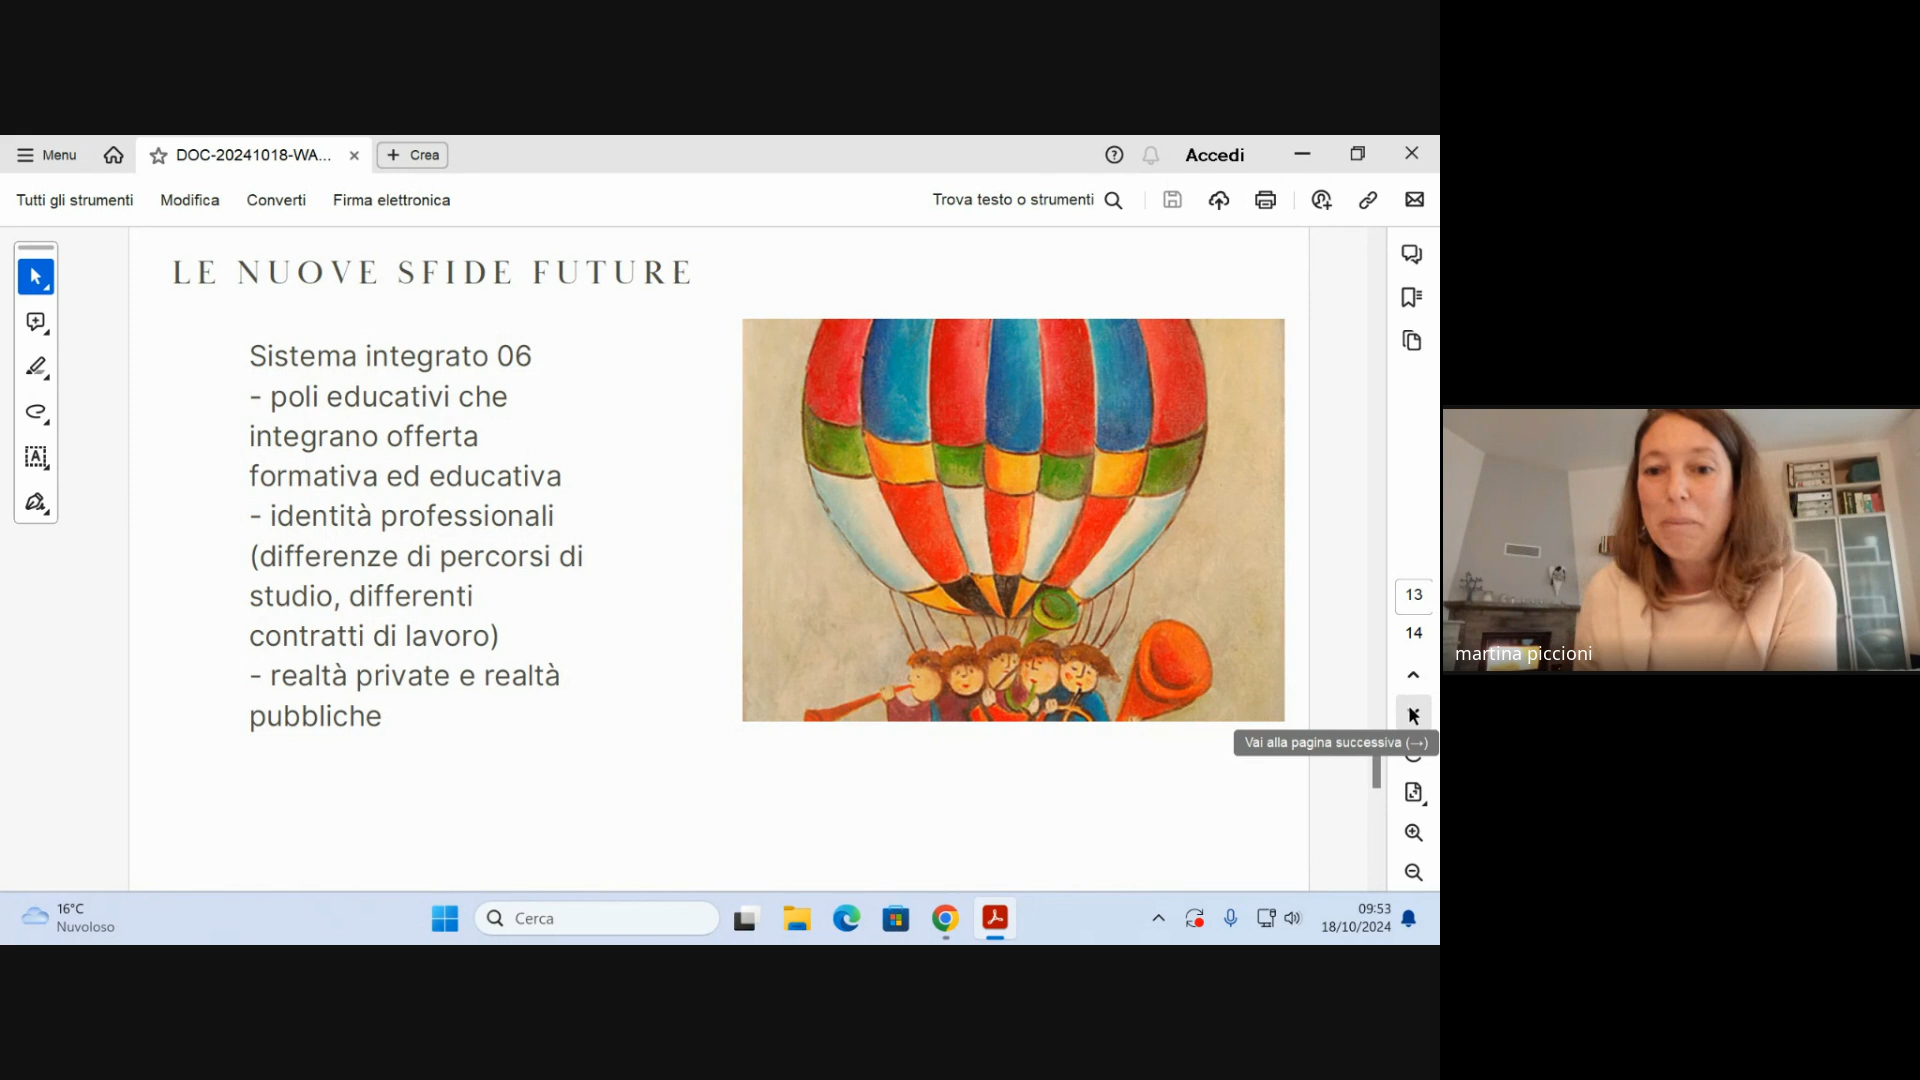 Menu
DOC-20241018-WA...
Crea
Accedi
Tutti gli strumenti
Modifica
Converti
Firma elettronica
Trova testo o strumenti
LE NUOVE SFIDE FUTURE
Sistema integrato 06
- poli educativi che
integrano offerta
formativa ed educativa
- identità professionali
(differenze di percorsi di
studio, differenti
contratti di lavoro)
- realtà private e realtà
pubbliche
13
14
Vai alla pagina successiva (→)
martina piccioni
16°C
Nuvoloso
Cerca
09:53
18/10/2024